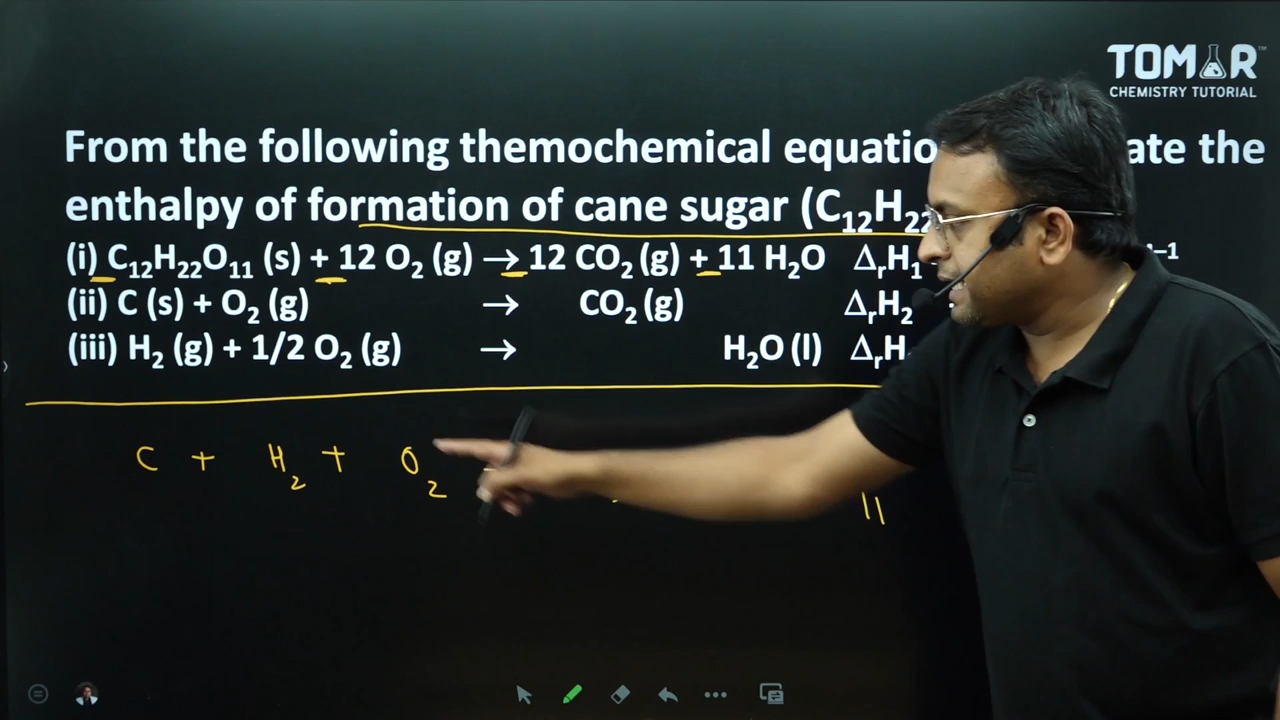 TOMAR™
CHEMISTRY TUTORIAL
From the following themochemical equatio ate the
enthalpy of formation of cane sugar (C₁₂H₂₂
(i) C₁₂H₂₂O₁₁ (s) + 12 O₂ (g) → 12 CO₂ (g) + 11 H₂O ΔᵣH₁ ⁻¹
(ii) C (s) + O₂ (g) → CO₂ (g) ΔᵣH₂
(iii) H₂ (g) + 1/2 O₂ (g) → H₂O (l) ΔᵣH
C + H₂ + O₂
11